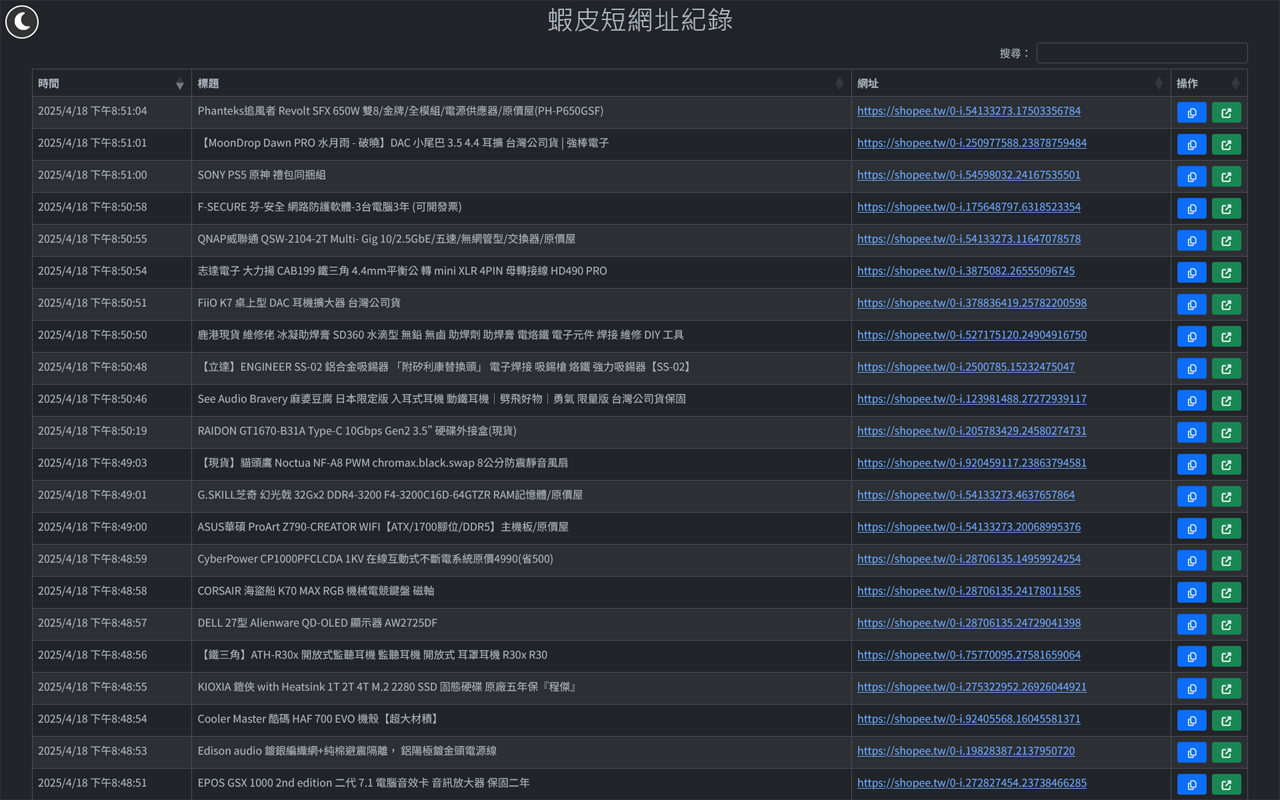 蝦皮短網址紀錄
搜尋：
時間 標題 網址 操作
2025/4/18 下午8:51:04 Phanteks追風者 Revolt SFX 650W 雙8/金牌/全模組/電源供應器/原價屋(PH-P650GSF) https://shopee.tw/0-i.54133273.17503356784
2025/4/18 下午8:51:01 【MoonDrop Dawn PRO 水月雨 - 破曉】DAC 小尾巴 3.5 4.4 耳擴 台灣公司貨 | 強棒電子 https://shopee.tw/0-i.250977588.23878759484
2025/4/18 下午8:51:00 SONY PS5 原神 禮包同捆組 https://shopee.tw/0-i.54598032.24167535501
2025/4/18 下午8:50:58 F-SECURE 芬-安全 網路防護軟體-3台電腦3年 (可開發票) https://shopee.tw/0-i.175648797.6318523354
2025/4/18 下午8:50:55 QNAP威聯通 QSW-2104-2T Multi- Gig 10/2.5GbE/五速/無網管型/交換器/原價屋 https://shopee.tw/0-i.54133273.11647078578
2025/4/18 下午8:50:54 志達電子 大力揚 CAB199 鐵三角 4.4mm平衡公 轉 mini XLR 4PIN 母轉接線 HD490 PRO https://shopee.tw/0-i.3875082.26555096745
2025/4/18 下午8:50:51 FiiO K7 桌上型 DAC 耳機擴大器 台灣公司貨 https://shopee.tw/0-i.378836419.25782200598
2025/4/18 下午8:50:50 鹿港現貨 維修佬 冰凝助焊膏 SD360 水滴型 無鉛 無鹵 助焊劑 助焊膏 電烙鐵 電子元件 焊接 維修 DIY 工具 https://shopee.tw/0-i.527175120.24904916750
2025/4/18 下午8:50:48 【立達】ENGINEER SS-02 鋁合金吸錫器 「附矽利康替換頭」 電子焊接 吸錫槍 烙鐵 強力吸錫器【SS-02】 https://shopee.tw/0-i.2500785.15232475047
2025/4/18 下午8:50:46 See Audio Bravery 麻婆豆腐 日本限定版 入耳式耳機 動鐵耳機｜劈飛好物｜勇氣 限量版 台灣公司貨保固 https://shopee.tw/0-i.123981488.27272939117
2025/4/18 下午8:50:19 RAIDON GT1670-B31A Type-C 10Gbps Gen2 3.5” 硬碟外接盒(現貨) https://shopee.tw/0-i.205783429.24580274731
2025/4/18 下午8:49:03 【現貨】貓頭鷹 Noctua NF-A8 PWM chromax.black.swap 8公分防震靜音風扇 https://shopee.tw/0-i.920459117.23863794581
2025/4/18 下午8:49:01 G.SKILL芝奇 幻光戟 32Gx2 DDR4-3200 F4-3200C16D-64GTZR RAM記憶體/原價屋 https://shopee.tw/0-i.54133273.4637657864
2025/4/18 下午8:49:00 ASUS華碩 ProArt Z790-CREATOR WIFI【ATX/1700腳位/DDR5】主機板/原價屋 https://shopee.tw/0-i.54133273.20068995376
2025/4/18 下午8:48:59 CyberPower CP1000PFCLCDA 1KV 在線互動式不斷電系統原價4990(省500) https://shopee.tw/0-i.28706135.14959924254
2025/4/18 下午8:48:58 CORSAIR 海盜船 K70 MAX RGB 機械電競鍵盤 磁軸 https://shopee.tw/0-i.28706135.24178011585
2025/4/18 下午8:48:57 DELL 27型 Alienware QD-OLED 顯示器 AW2725DF https://shopee.tw/0-i.28706135.24729041398
2025/4/18 下午8:48:56 【鐵三角】ATH-R30x 開放式監聽耳機 監聽耳機 開放式 耳罩耳機 R30x R30 https://shopee.tw/0-i.75770095.27581659064
2025/4/18 下午8:48:55 KIOXIA 鎧俠 with Heatsink 1T 2T 4T M.2 2280 SSD 固態硬碟 原廠五年保『程傑』 https://shopee.tw/0-i.275322952.26926044921
2025/4/18 下午8:48:54 Cooler Master 酷碼 HAF 700 EVO 機殼【超大材積】 https://shopee.tw/0-i.92405568.16045581371
2025/4/18 下午8:48:53 Edison audio 鍍銀編織網+純棉避震隔離， 鋁陽極鍍金頭電源線 https://shopee.tw/0-i.19828387.2137950720
2025/4/18 下午8:48:51 EPOS GSX 1000 2nd edition 二代 7.1 電腦音效卡 音訊放大器 保固二年 https://shopee.tw/0-i.272827454.23738466285